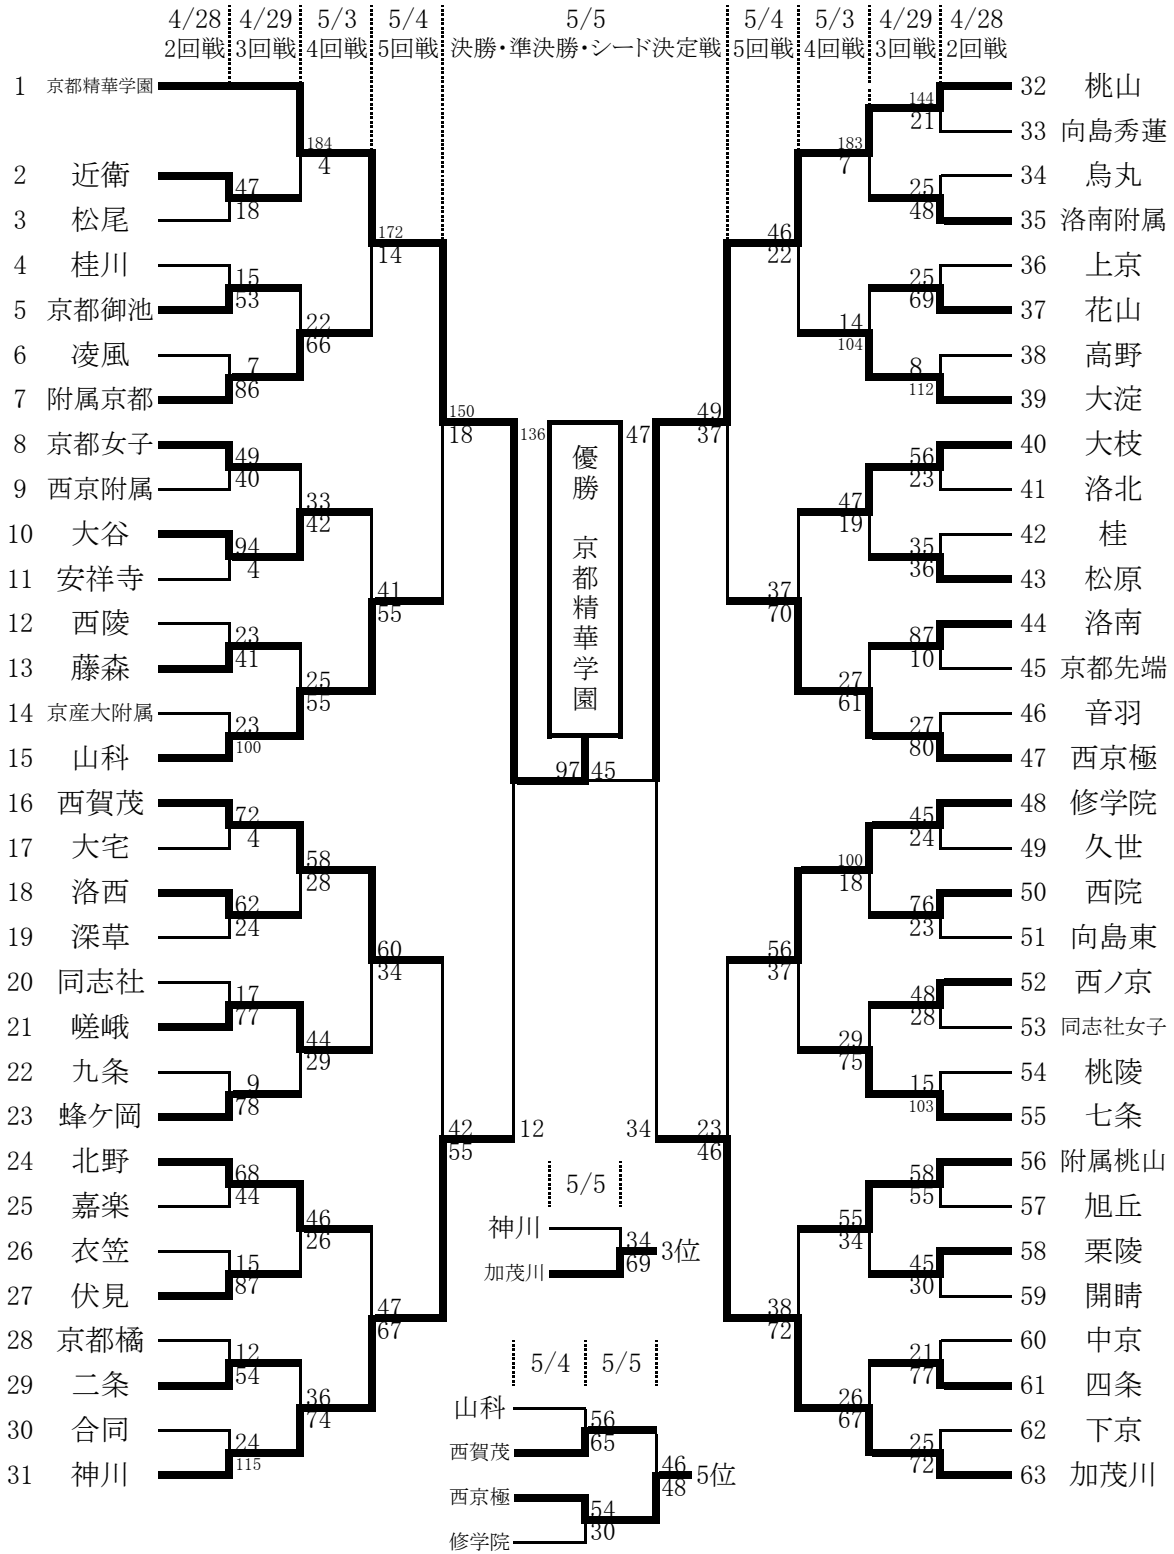 4/28 4/29 5/3 5/4 5/5 5/4 5/3 4/29 4/28
2回戦 3回戦 4回戦 5回戦 決勝・準決勝・シード決定戦 5回戦 4回戦 3回戦 2回戦
1 京都精華学園
2 近衛
3 松尾
4 桂川
5 京都御池
6 凌風
7 附属京都
8 京都女子
9 西京附属
10 大谷
11 安祥寺
12 西陵
13 藤森
14 京産大附属
15 山科
16 西賀茂
17 大宅
18 洛西
19 深草
20 同志社
21 嵯峨
22 九条
23 蜂ケ岡
24 北野
25 嘉楽
26 衣笠
27 伏見
28 京都橘
29 二条
30 合同
31 神川
47
18
15
53
7
86
49
40
94
4
23
41
23
100
72
4
62
24
17
77
9
78
68
44
15
87
12
54
24
115
184
4
22
66
33
42
25
55
58
28
44
29
46
26
36
74
172
14
41
55
60
34
47
67
150
18
42
55
136
12
優勝 京都精華学園
97 45
47
34
49
37
23
46
46
22
37
70
56
37
38
72
183
7
14
104
47
19
27
61
100
18
29
75
55
34
26
67
144
21
25
48
25
69
8
112
56
23
35
36
87
10
27
80
45
24
76
23
48
28
15
103
58
55
45
30
21
77
25
72
32 桃山
33 向島秀蓮
34 烏丸
35 洛南附属
36 上京
37 花山
38 高野
39 大淀
40 大枝
41 洛北
42 桂
43 松原
44 洛南
45 京都先端
46 音羽
47 西京極
48 修学院
49 久世
50 西院
51 向島東
52 西ノ京
53 同志社女子
54 桃陵
55 七条
56 附属桃山
57 旭丘
58 栗陵
59 開晴
60 中京
61 四条
62 下京
63 加茂川
5/5
神川
34
3位
加茂川
69
5/4 5/5
山科
56
西賀茂
65
46
5位
48
西京極
54
修学院
30